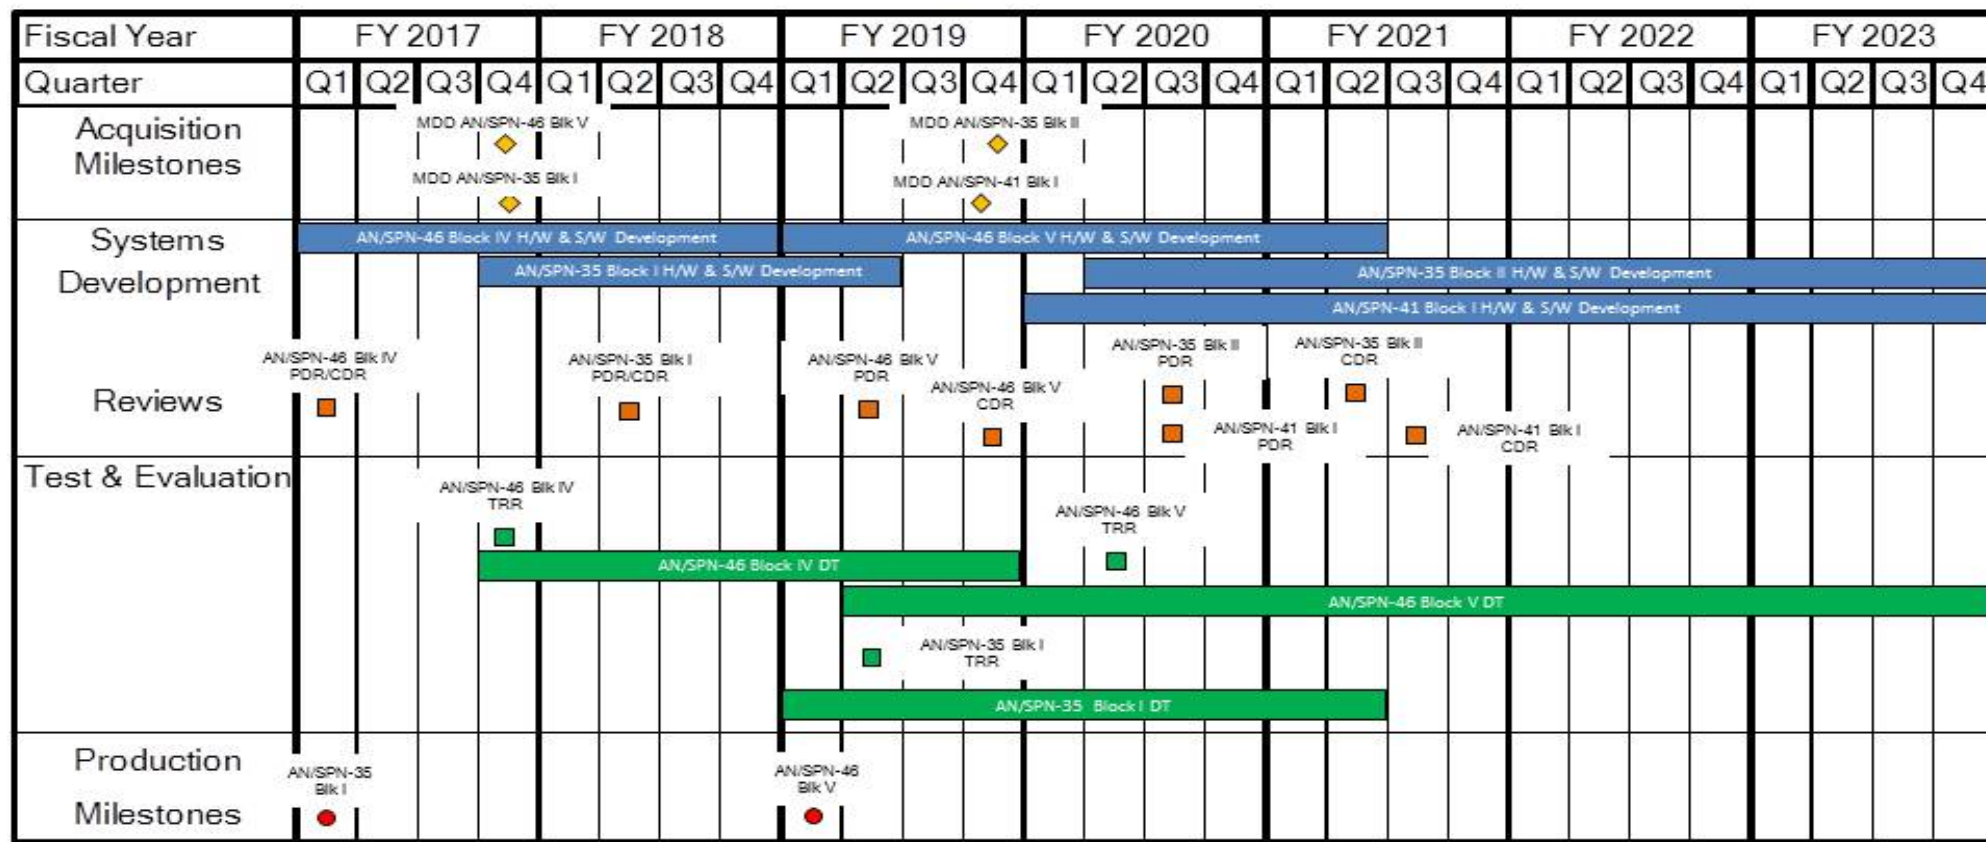 Fiscal Year FY 2017 FY 2018 FY 2019 FY 2020 FY 2021 FY 2022 FY 2023
Quarter Q1 Q2 Q3 Q4 Q1 Q2 Q3 Q4 Q1 Q2 Q3 Q4 Q1 Q2 Q3 Q4 Q1 Q2 Q3 Q4 Q1 Q2 Q3 Q4 Q1 Q2 Q3 Q4
Acquisition
Milestones
MDD AN/SPN-46 Blk V
MDD AN/SPN-35 Blk II
MDD AN/SPN-35 Blk I
MDD AN/SPN-41 Blk I
Systems
Development
AN/SPN-46 Block IV H/W & S/W Development
AN/SPN-46 Block V H/W & S/W Development
AN/SPN-35 Block I H/W & S/W Development
AN/SPN-35 Block II H/W & S/W Development
AN/SPN-41 Block I H/W & S/W Development
Reviews
AN/SPN-46 Blk IV
PDR/CDR
AN/SPN-35 Blk I
PDR/CDR
AN/SPN-46 Blk V
PDR
AN/SPN-46 Blk V
CDR
AN/SPN-35 Blk II
PDR
AN/SPN-35 Blk II
CDR
AN/SPN-41 Blk I
PDR
AN/SPN-41 Blk I
CDR
Test & Evaluation
AN/SPN-46 Blk IV
TRR
AN/SPN-46 Blk V
TRR
AN/SPN-46 Block IV DT
AN/SPN-46 Block V DT
AN/SPN-35 Blk I
TRR
AN/SPN-35 Block I DT
Production
Milestones
AN/SPN-35
Blk I
AN/SPN-46
Blk V